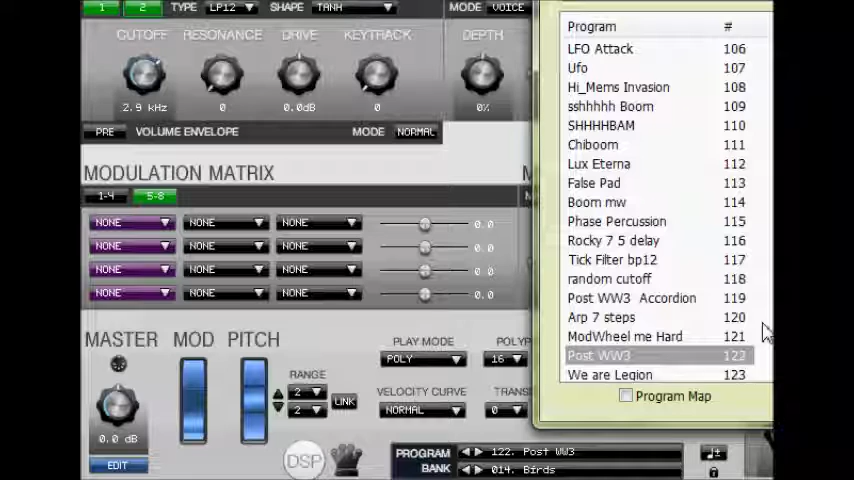 1 2 TYPE LP12 SHAPE TANH MODE VOICE
CUTOFF RESONANCE DRIVE KEYTRACK DEPTH
2.9 kHz 0 0.0dB 0 0%
PRE VOLUME ENVELOPE MODE NORMAL
MODULATION MATRIX
1-4 5-8
NONE NONE NONE 0.0
NONE NONE NONE 0.0
NONE NONE NONE 0.0
NONE NONE NONE 0.0
MASTER MOD PITCH PLAY MODE POLYP
POLY 16
RANGE
2
2
LINK
VELOCITY CURVE TRANS
NORMAL 0
0.0 dB
EDIT
DSP
PROGRAM 122. Post WW3
BANK 014. Birds
Program #
LFO Attack 106
Ufo 107
Hi_Mems Invasion 108
sshhhhh Boom 109
SHHHHBAM 110
Chiboom 111
Lux Eterna 112
False Pad 113
Boom mw 114
Phase Percussion 115
Rocky 7 5 delay 116
Tick Filter bp12 117
random cutoff 118
Post WW3 Accordion 119
Arp 7 steps 120
ModWheel me Hard 121
Post WW3 122
We are Legion 123
Program Map